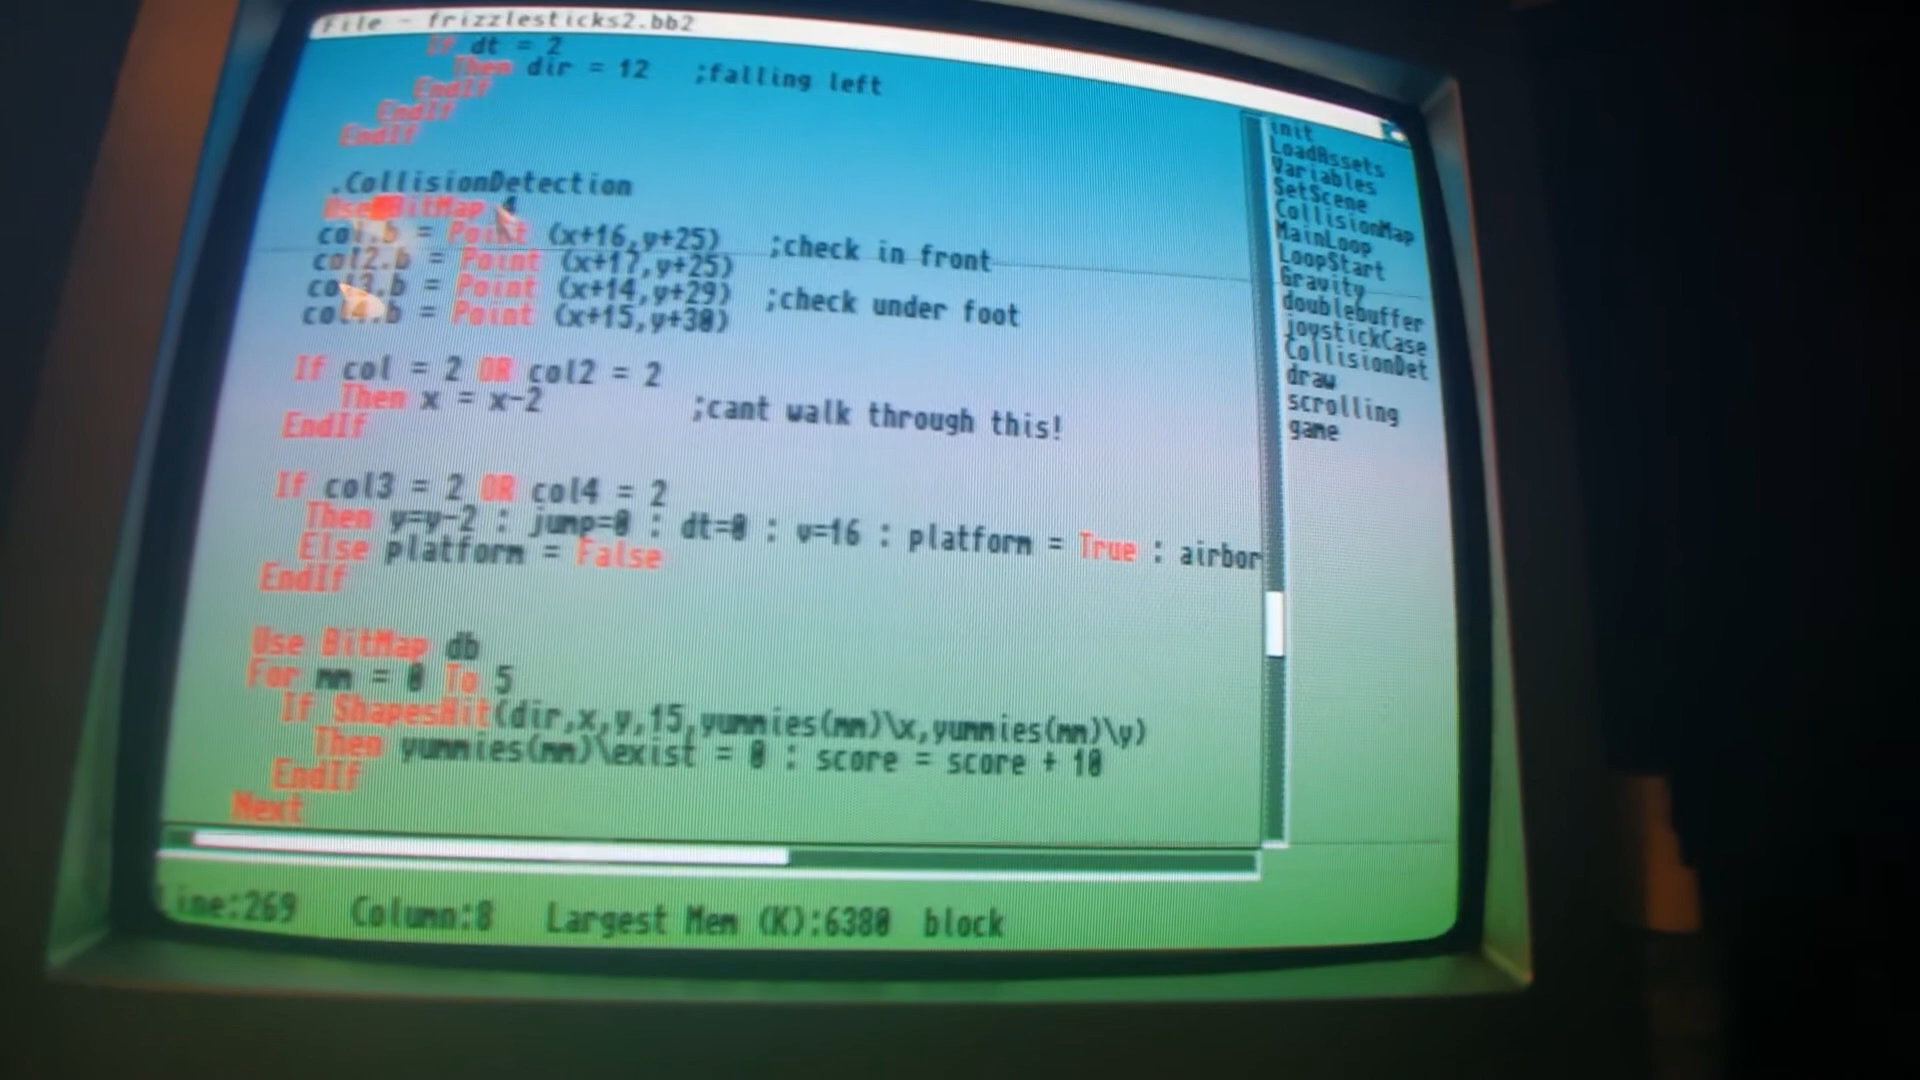 File - frizzlesticks2.bb2
If dt = 2
Then dir = 12 ;falling left
EndIf
EndIf
EndIf
.CollisionDetection
Use BitMap 4
col.b = Point (x+16,y+25) ;check in front
col2.b = Point (x+17,y+25)
col3.b = Point (x+14,y+29) ;check under foot
col4.b = Point (x+15,y+30)
If col = 2 OR col2 = 2
Then x = x-2 ;cant walk through this!
EndIf
If col3 = 2 OR col4 = 2
Then y=y-2 : jump=0 : dt=0 : v=16 : platform = True : airbor
Else platform = False
EndIf
Use BitMap db
For mm = 0 To 5
If ShapesHit(dir,x,y,15,yummies(mm)\x,yummies(mm)\y)
Then yummies(mm)\exist = 0 : score = score + 10
EndIf
Next
init
LoadAssets
Variables
SetScene
CollisionMap
MainLoop
LoopStart
Gravity
doublebuffer
joystickCase
CollisionDet
draw
scrolling
game
Line:269 Column:8 Largest Mem (K):6380 block